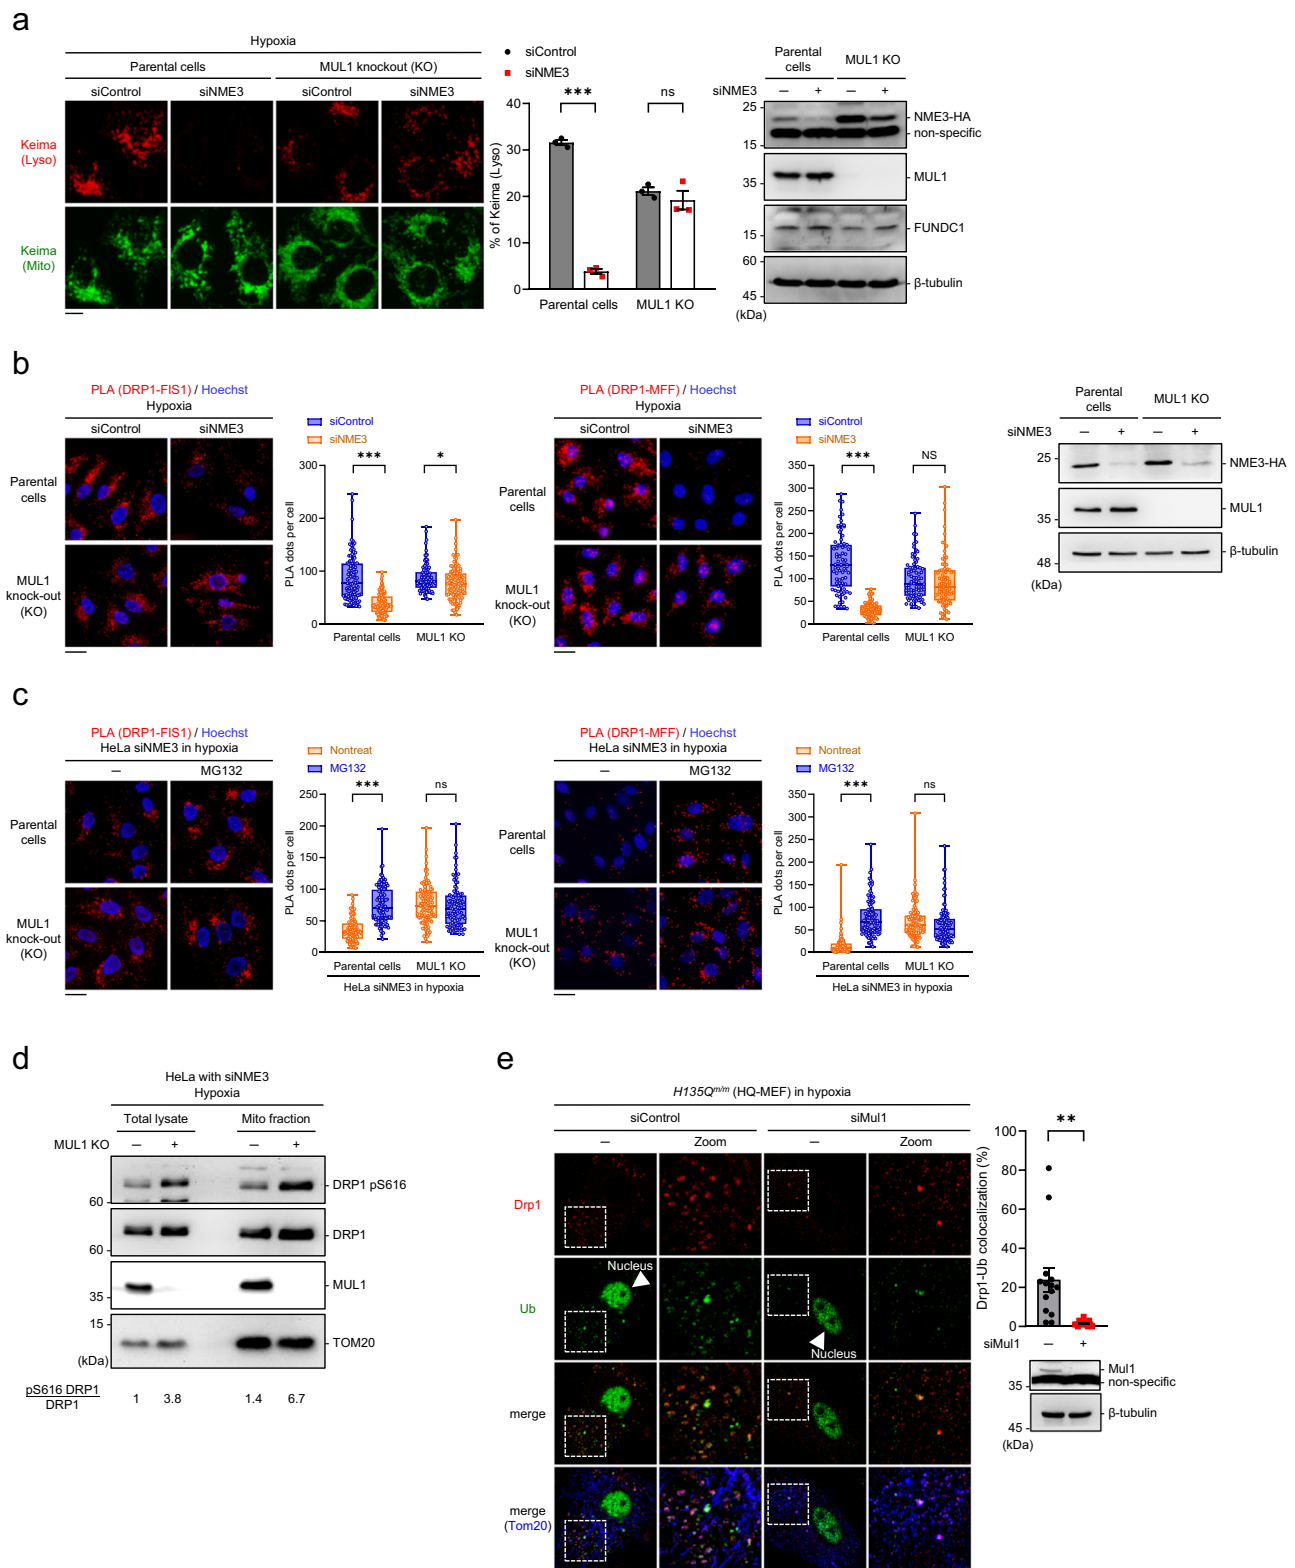 a
Hypoxia
Parental cells
MUL1 knockout (KO)
siControl
siNME3
siControl
siNME3
Keima
(Lyso)
Keima
(Mito)
siControl
siNME3
***
ns
% of Keima (Lyso)
40
30
20
10
0
Parental cells
MUL1 KO
Parental
cells
MUL1 KO
siNME3
— + — +
25
15
NME3-HA
non-specific
35
MUL1
15
FUNDC1
60
45
β-tubulin
(kDa)
b
PLA (DRP1-FIS1) / Hoechst
Hypoxia
siControl
siNME3
Parental
cells
MUL1
knock-out
(KO)
siControl
siNME3
***
*
PLA dots per cell
300
200
100
0
Parental cells
MUL1 KO
PLA (DRP1-MFF) / Hoechst
Hypoxia
siControl
siNME3
Parental
cells
MUL1
knock-out
(KO)
siControl
siNME3
***
NS
PLA dots per cell
350
300
250
200
150
100
50
0
Parental cells
MUL1 KO
Parental
cells
MUL1 KO
siNME3
— + — +
25
NME3-HA
35
MUL1
48
β-tubulin
(kDa)
c
PLA (DRP1-FIS1) / Hoechst
HeLa siNME3 in hypoxia
—
MG132
Parental
cells
MUL1
knock-out
(KO)
Nontreat
MG132
***
ns
PLA dots per cell
250
200
150
100
50
0
Parental cells
MUL1 KO
HeLa siNME3 in hypoxia
PLA (DRP1-MFF) / Hoechst
HeLa siNME3 in hypoxia
—
MG132
Parental
cells
MUL1
knock-out
(KO)
Nontreat
MG132
***
ns
PLA dots per cell
350
300
250
200
150
100
50
0
Parental cells
MUL1 KO
HeLa siNME3 in hypoxia
d
HeLa with siNME3
Hypoxia
Total lysate
Mito fraction
MUL1 KO
— + — +
60
DRP1 pS616
60
DRP1
35
MUL1
15
TOM20
(kDa)
pS616 DRP1
DRP1
1 3.8 1.4 6.7
e
H135Qm/m (HQ-MEF) in hypoxia
siControl
siMul1
—
Zoom
—
Zoom
Drp1
Ub
Nucleus
Nucleus
merge
merge
(Tom20)
**
Drp1-Ub colocalization (%)
100
80
60
40
20
0
siMul1
— +
35
Mul1
non-specific
45
β-tubulin
(kDa)